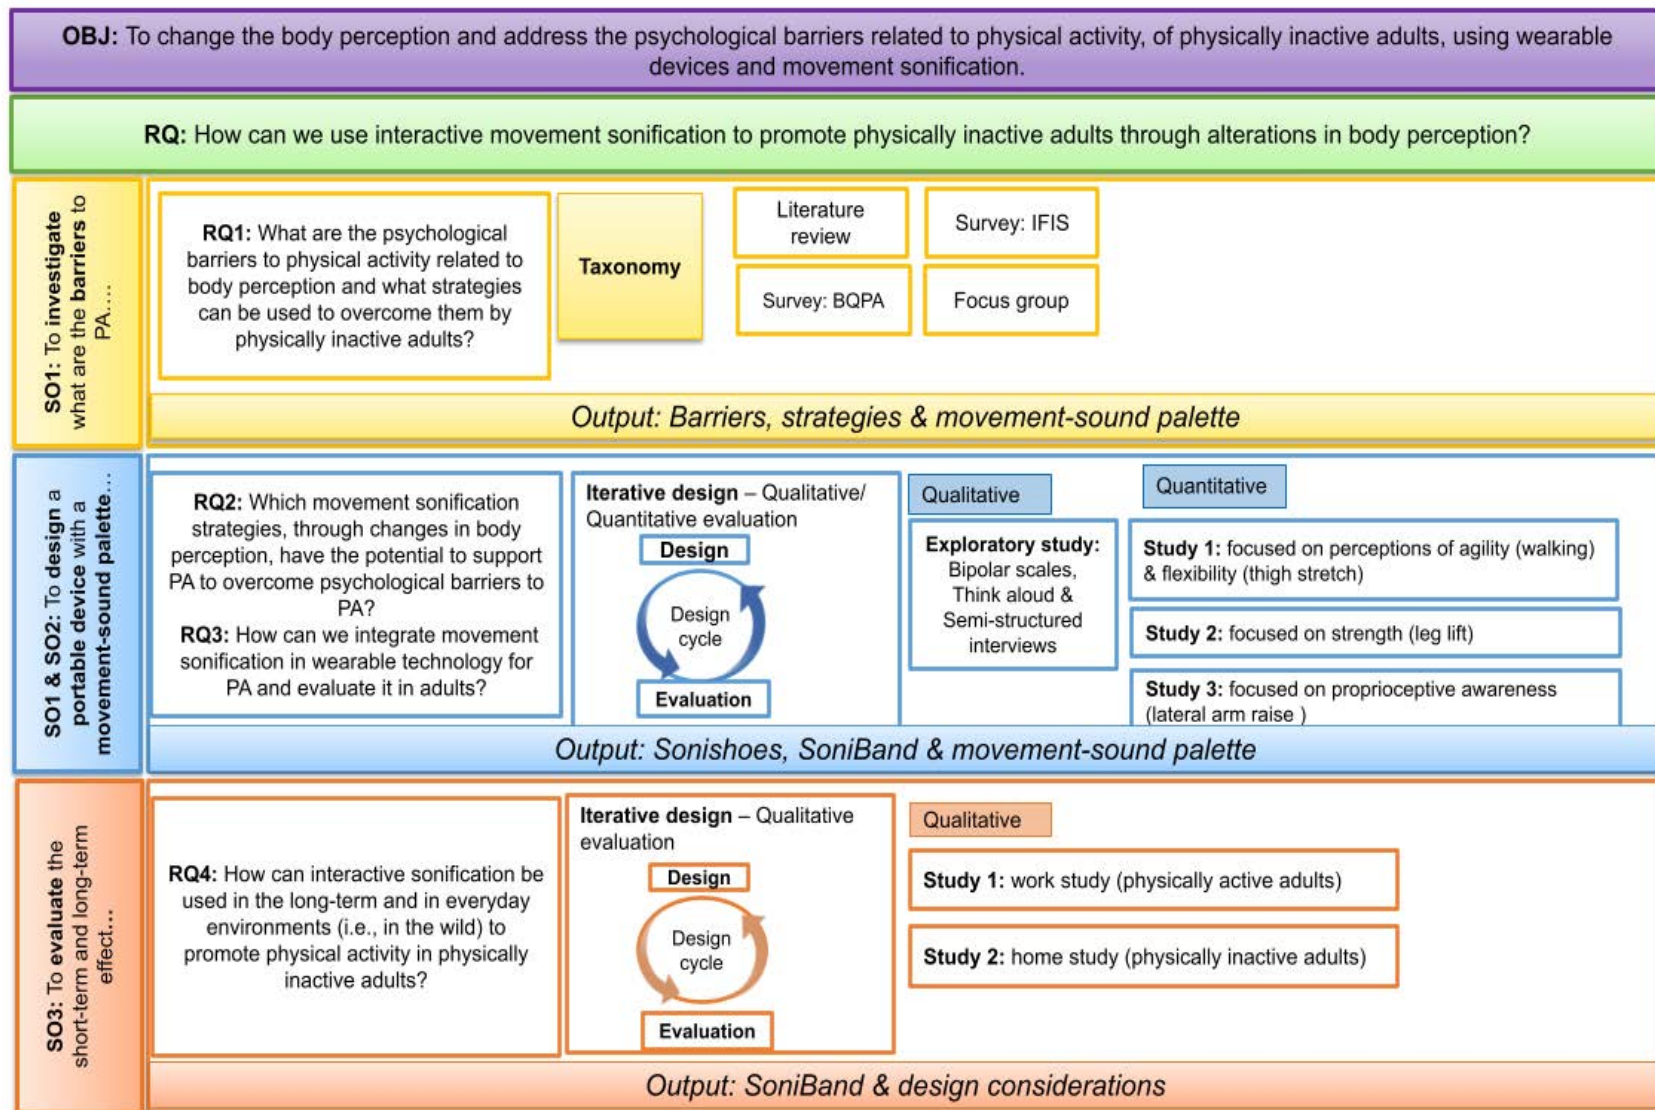 OBJ: To change the body perception and address the psychological barriers related to physical activity, of physically inactive adults, using wearable
devices and movement sonification.
RQ: How can we use interactive movement sonification to promote physically inactive adults through alterations in body perception?
SO1: To investigate
what are the barriers to
PA....
RQ1: What are the psychological
barriers to physical activity related to
body perception and what strategies
can be used to overcome them by
physically inactive adults?
Taxonomy
Literature
review
Survey: IFIS
Survey: BQPA
Focus group
Output: Barriers, strategies & movement-sound palette
SO1 & SO2: To design a
portable device with a
movement-sound palette…
RQ2: Which movement sonification
strategies, through changes in body
perception, have the potential to support
PA to overcome psychological barriers to
PA?
RQ3: How can we integrate movement
sonification in wearable technology for
PA and evaluate it in adults?
Iterative design – Qualitative/
Quantitative evaluation
Design
Design
cycle
Evaluation
Qualitative
Exploratory study:
Bipolar scales,
Think aloud &
Semi-structured
interviews
Quantitative
Study 1: focused on perceptions of agility (walking)
& flexibility (thigh stretch)
Study 2: focused on strength (leg lift)
Study 3: focused on proprioceptive awareness
(lateral arm raise )
Output: Sonishoes, SoniBand & movement-sound palette
SO3: To evaluate the
short-term and long-term
effect…
RQ4: How can interactive sonification be
used in the long-term and in everyday
environments (i.e., in the wild) to
promote physical activity in physically
inactive adults?
Iterative design – Qualitative
evaluation
Design
Design
cycle
Evaluation
Qualitative
Study 1: work study (physically active adults)
Study 2: home study (physically inactive adults)
Output: SoniBand & design considerations